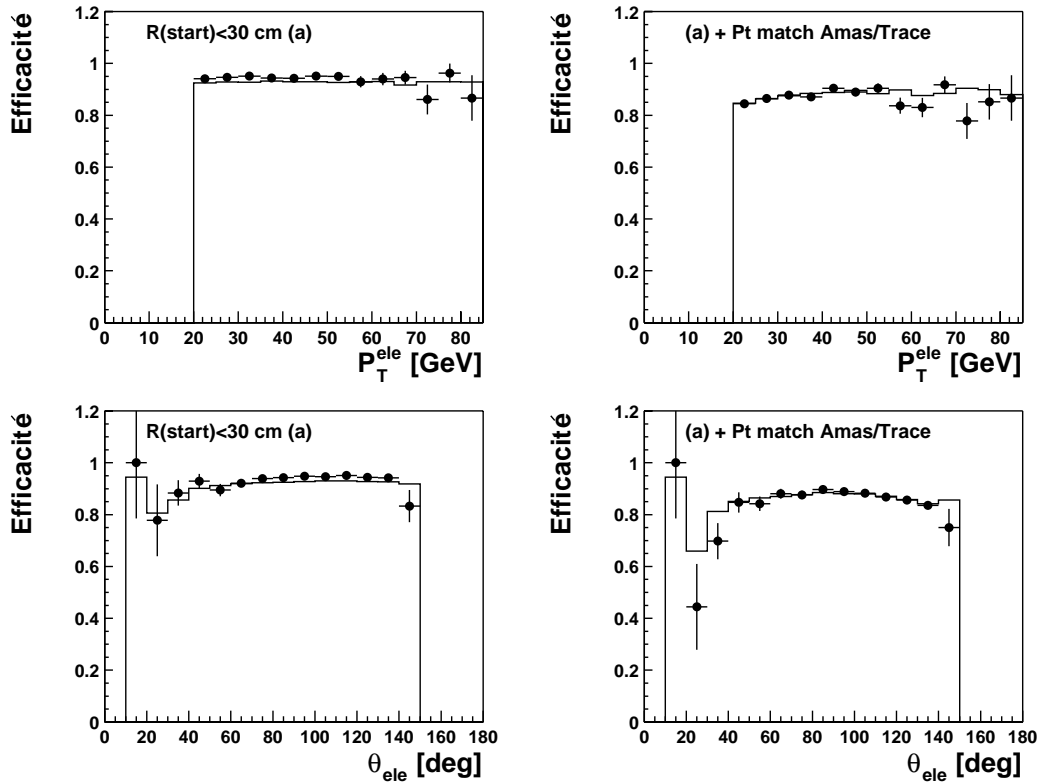 Efficacité
R(start)<30 cm (a)
1.2
1
0.8
0.6
0.4
0.2
0
0 10 20 30 40 50 60 70 80
P_T^ele [GeV]
Efficacité
(a) + Pt match Amas/Trace
1.2
1
0.8
0.6
0.4
0.2
0
0 10 20 30 40 50 60 70 80
P_T^ele [GeV]
Efficacité
R(start)<30 cm (a)
1.2
1
0.8
0.6
0.4
0.2
0
0 20 40 60 80 100 120 140 160 180
θ_ele [deg]
Efficacité
(a) + Pt match Amas/Trace
1.2
1
0.8
0.6
0.4
0.2
0
0 20 40 60 80 100 120 140 160 180
θ_ele [deg]